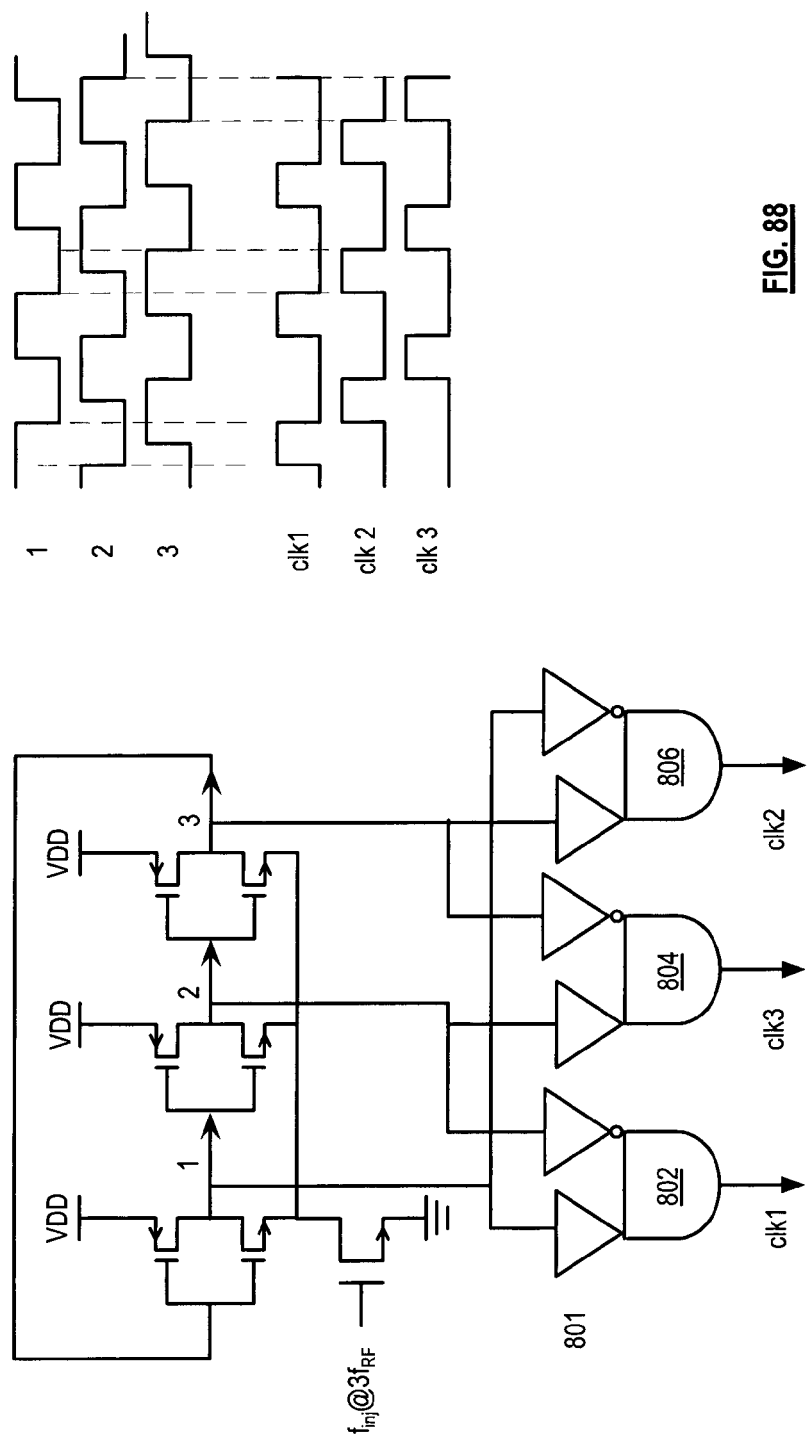 VDD
VDD
VDD
1
2
3
f_inj@3f_RF
801
802
804
806
clk1
clk3
clk2
1
2
3
clk1
clk 2
clk 3
FIG. 88